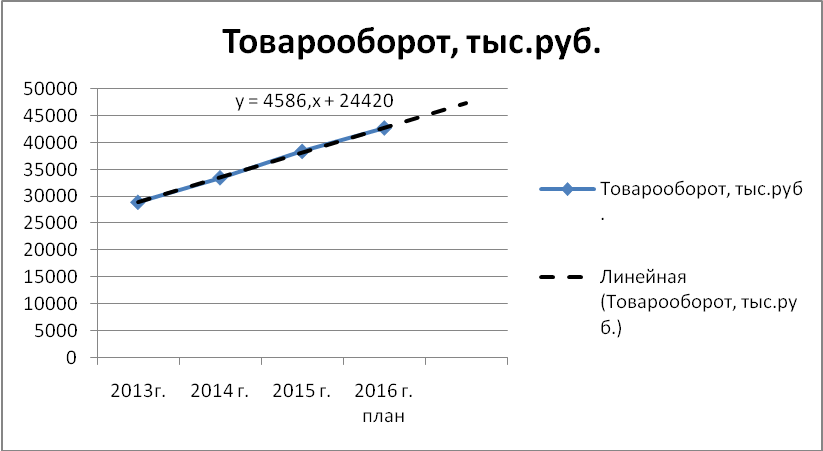 Товарооборот, тыс.руб.
50000
45000
40000
35000
30000
25000
20000
15000
10000
5000
0
y = 4586,x + 24420
2013г.
2014 г.
2015 г.
2016 г.
план
Товарооборот, тыс.руб
.
Линейная
(Товарооборот, тыс.ру
б.)